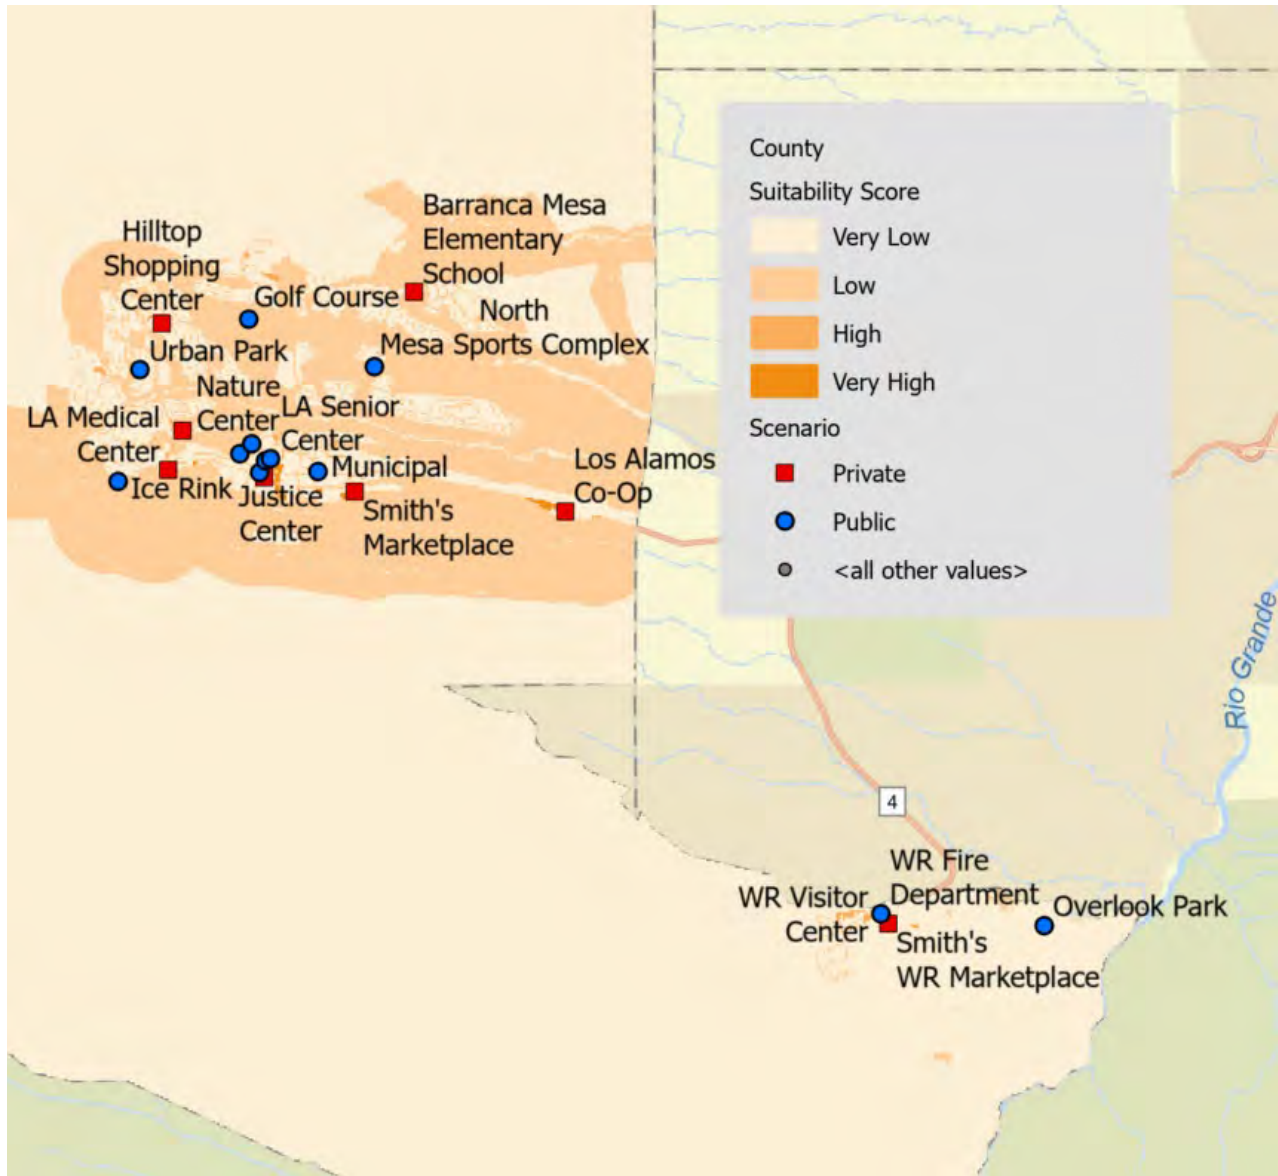 Barranca Mesa
Elementary
School
Hilltop
Shopping
Center
Golf Course
North
Mesa Sports Complex
Urban Park
Nature
Center
LA Senior
Center
LA Medical
Center
Municipal
Ice Rink
Justice
Center
Smith's
Marketplace
Los Alamos
Co-Op
County
Suitability Score
Very Low
Low
High
Very High
Scenario
Private
Public
<all other values>
Rio Grande
4
WR Fire
Department
WR Visitor
Center
Overlook Park
Smith's
WR Marketplace